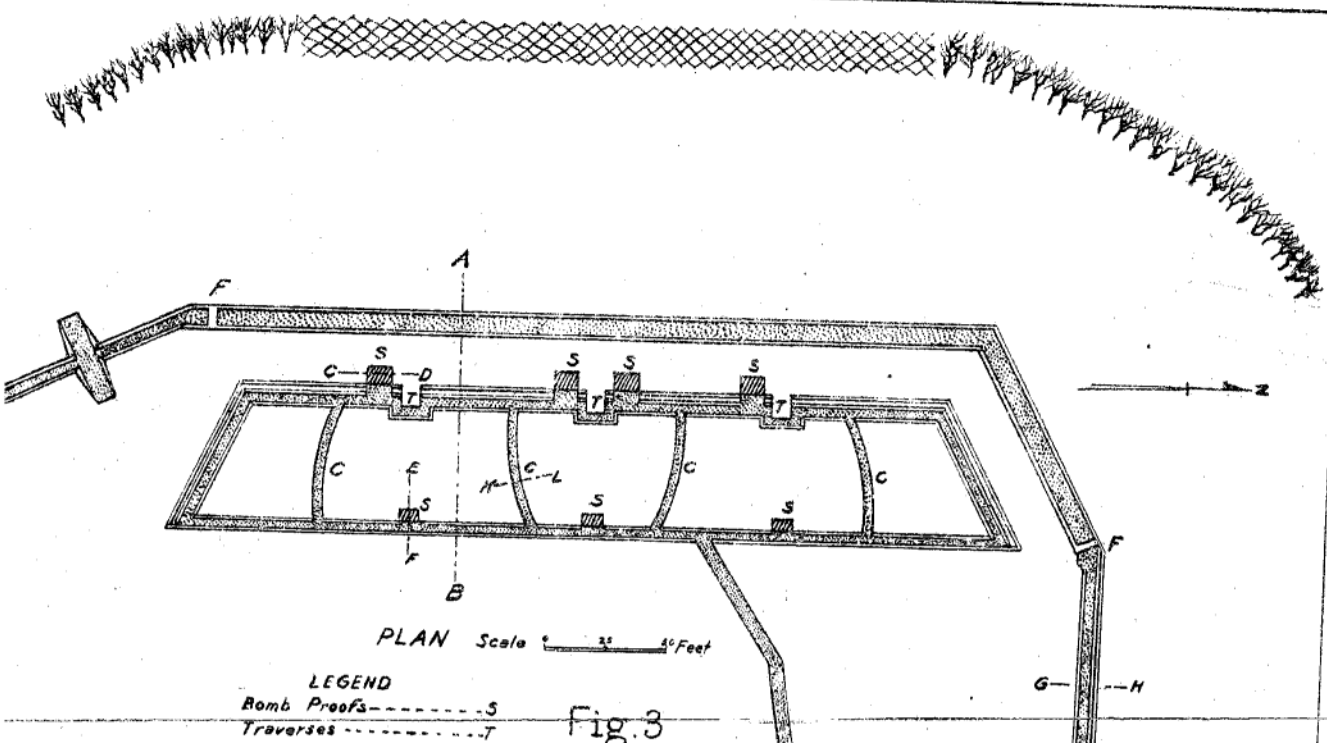 A
F
C S D S S S
T T T
Z
C E C L C C
S S S
F
F
B
PLAN Scale 0 25 50 Feet
LEGEND
G H
Bomb Proofs - - - - - - - - S
Traverses - - - - - - - - - - T
Fig. 3